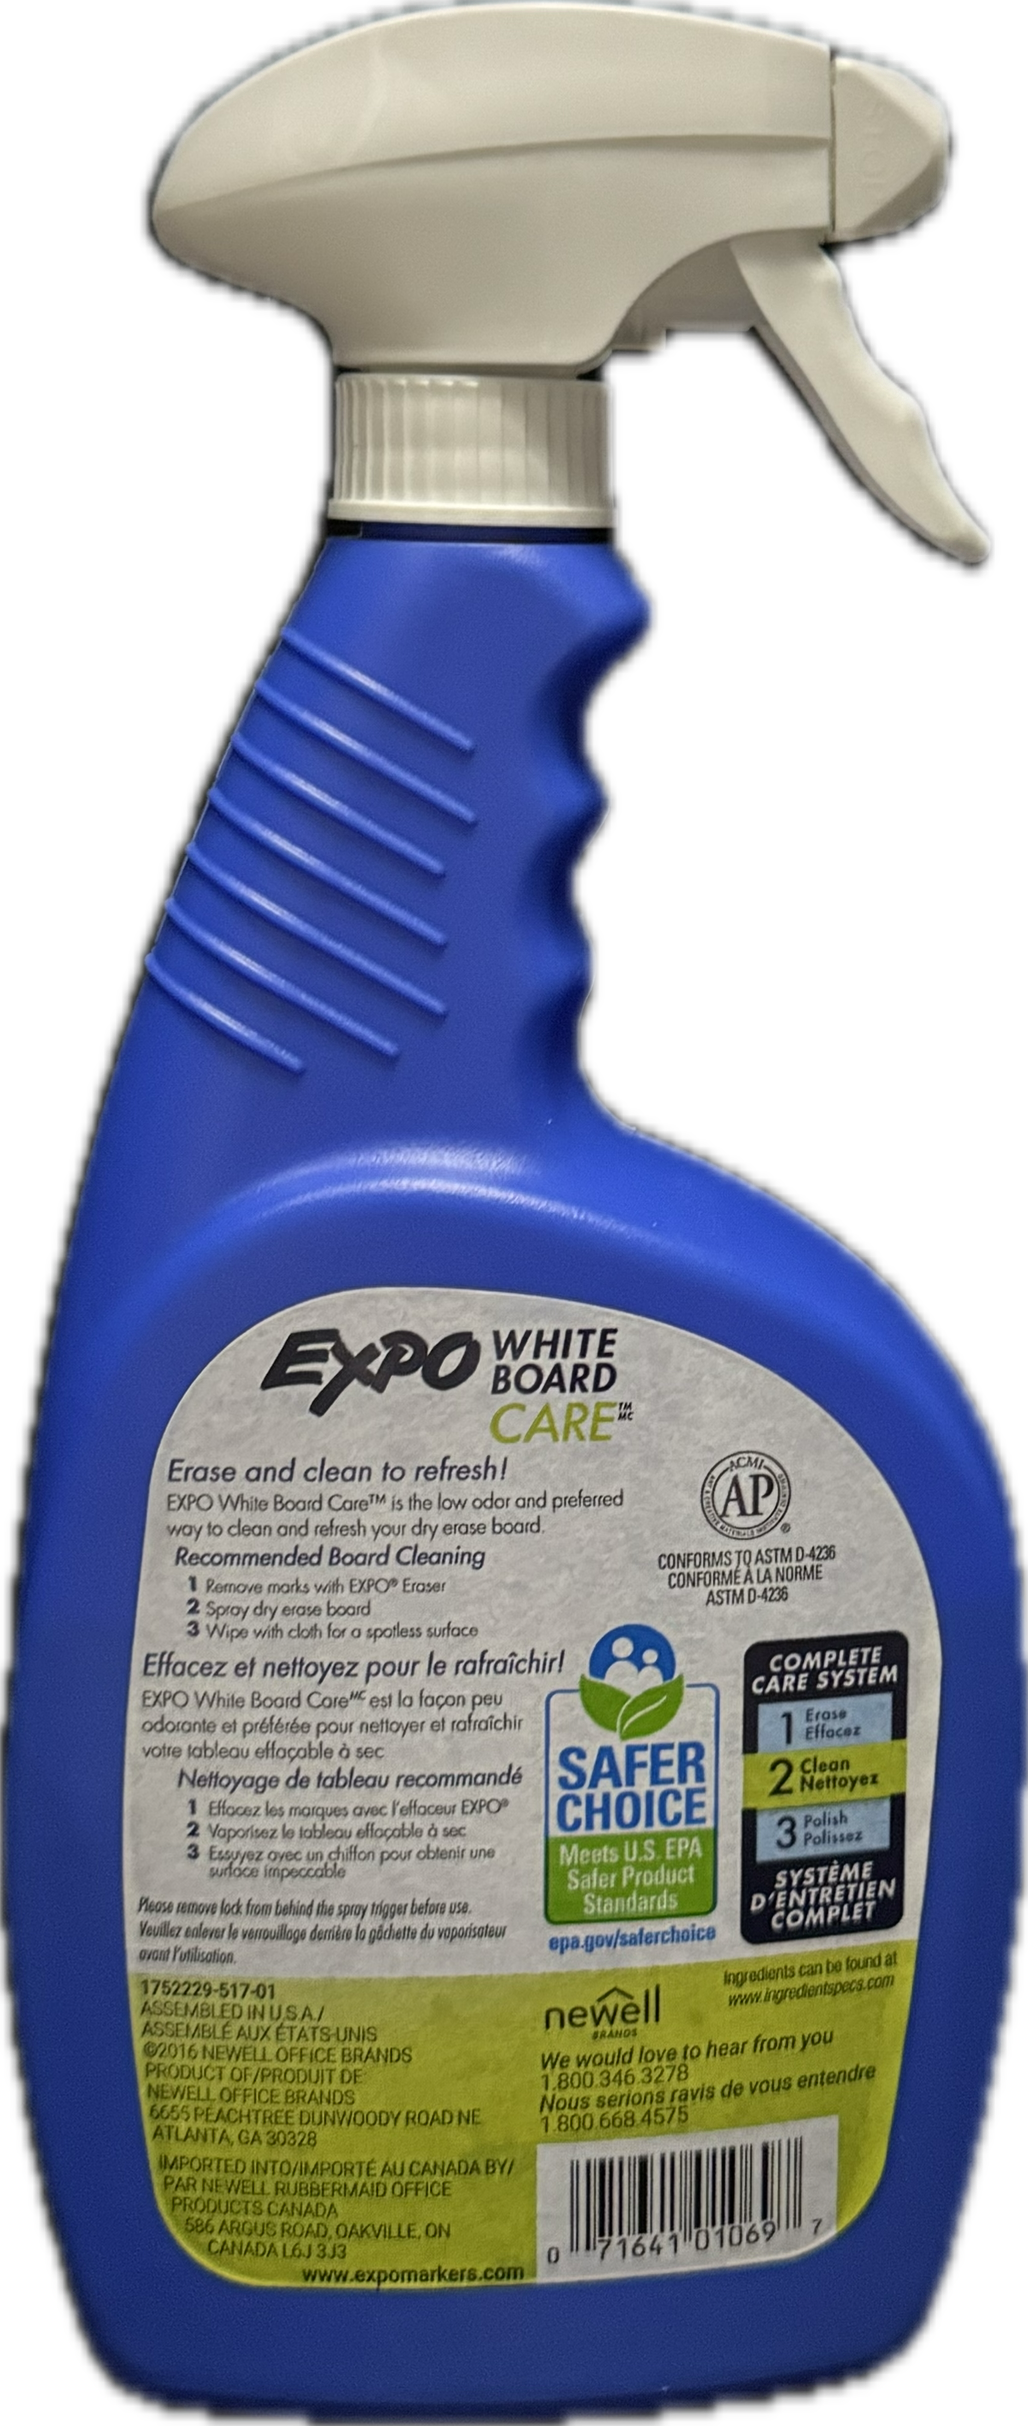 EXPO WHITE
BOARD
CARE™ MC
Erase and clean to refresh!
EXPO White Board Care™ is the low odor and preferred
way to clean and refresh your dry erase board.
Recommended Board Cleaning
1 Remove marks with EXPO® Eraser
2 Spray dry erase board
3 Wipe with cloth for a spotless surface
ACMI
AP
®
CONFORMS TO ASTM D-4236
CONFORME À LA NORME
ASTM D-4236
Effacez et nettoyez pour le rafraîchir!
EXPO White Board Care MC est la façon peu
odorante et préférée pour nettoyer et rafraîchir
votre tableau effaçable à sec
Nettoyage de tableau recommandé
1 Effacez les marques avec l'effaceur EXPO®
2 Vaporisez le tableau effaçable à sec
3 Essuyez avec un chiffon pour obtenir une
surface impeccable
Please remove lock from behind the spray trigger before use.
Veuillez enlever le verrouillage derrière la gâchette du vaporisateur
avant l'utilisation.
SAFER
CHOICE
Meets U.S. EPA
Safer Product
Standards
epa.gov/saferchoice
COMPLETE
CARE SYSTEM
1 Erase
Effacez
2 Clean
Nettoyez
3 Polish
Polissez
SYSTÈME
D'ENTRETIEN
COMPLET
1752229-517-01
ASSEMBLED IN U.S.A./
ASSEMBLÉ AUX ÉTATS-UNIS
©2016 NEWELL OFFICE BRANDS
PRODUCT OF/PRODUIT DE
NEWELL OFFICE BRANDS
6655 PEACHTREE DUNWOODY ROAD NE
ATLANTA, GA 30328
IMPORTED INTO/IMPORTÉ AU CANADA BY/
PAR NEWELL RUBBERMAID OFFICE
PRODUCTS CANADA
586 ARGUS ROAD, OAKVILLE, ON
CANADA L6J 3J3
www.expomarkers.com
newell
BRANDS
Ingredients can be found at
www.ingredientspecs.com
We would love to hear from you
1.800.346.3278
Nous serions ravis de vous entendre
1.800.668.4575
0 71641 01069 7